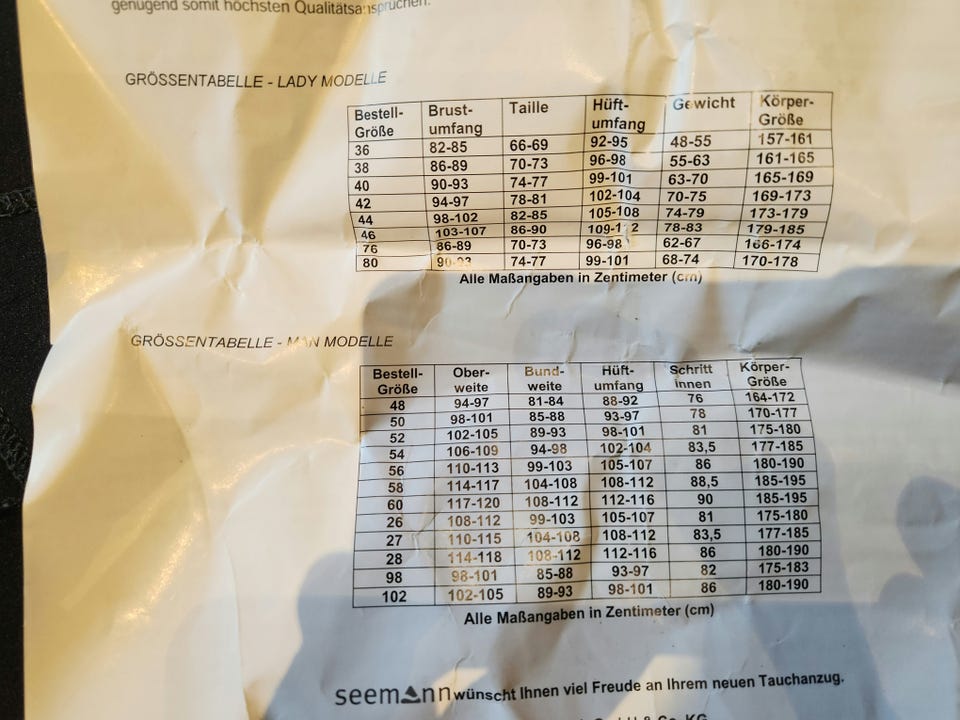 genügend somit höchsten Qualitätsansprüchen.
GRÖSSENTABELLE - LADY MODELLE
Bestell-Größe Brust-umfang Taille Hüft-umfang Gewicht Körper-Größe
36 82-85 66-69 92-95 48-55 157-161
38 86-89 70-73 96-98 55-63 161-165
40 90-93 74-77 99-101 63-70 165-169
42 94-97 78-81 102-104 70-75 169-173
44 98-102 82-85 105-108 74-79 173-179
46 103-107 86-90 109-112 78-83 179-185
76 86-89 70-73 96-98 62-67 166-174
80 90-93 74-77 99-101 68-74 170-178
Alle Maßangaben in Zentimeter (cm)
GRÖSSENTABELLE - MAN MODELLE
Bestell-Größe Ober-weite Bund-weite Hüft-umfang Schritt innen Körper-Größe
48 94-97 81-84 88-92 76 164-172
50 98-101 85-88 93-97 78 170-177
52 102-105 89-93 98-101 81 175-180
54 106-109 94-98 102-104 83,5 177-185
56 110-113 99-103 105-107 86 180-190
58 114-117 104-108 108-112 88,5 185-195
60 117-120 108-112 112-116 90 185-195
26 108-112 99-103 105-107 81 175-180
27 110-115 104-108 108-112 83,5 177-185
28 114-118 108-112 112-116 86 180-190
98 98-101 85-88 93-97 82 175-183
102 102-105 89-93 98-101 86 180-190
Alle Maßangaben in Zentimeter (cm)
seemann wünscht Ihnen viel Freude an Ihrem neuen Tauchanzug.
& Co. KG